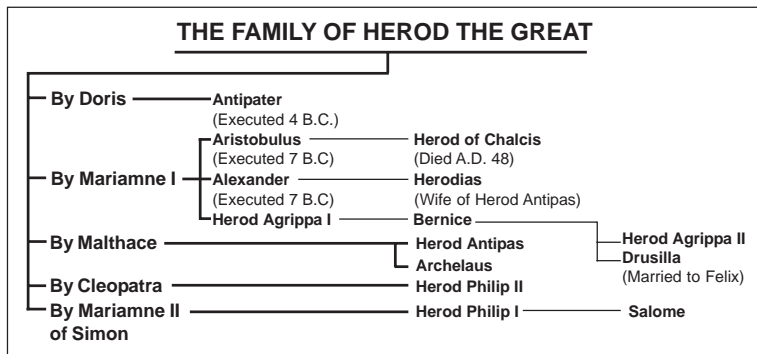 THE FAMILY OF HEROD THE GREAT
By Doris Antipater
(Executed 4 B.C.)
Aristobulus Herod of Chalcis
(Executed 7 B.C) (Died A.D. 48)
By Mariamne I Alexander Herodias
(Executed 7 B.C) (Wife of Herod Antipas)
Herod Agrippa I Bernice
Herod Agrippa II
By Malthace Herod Antipas
Drusilla
Archelaus
(Married to Felix)
By Cleopatra Herod Philip II
By Mariamne II Herod Philip I Salome
of Simon